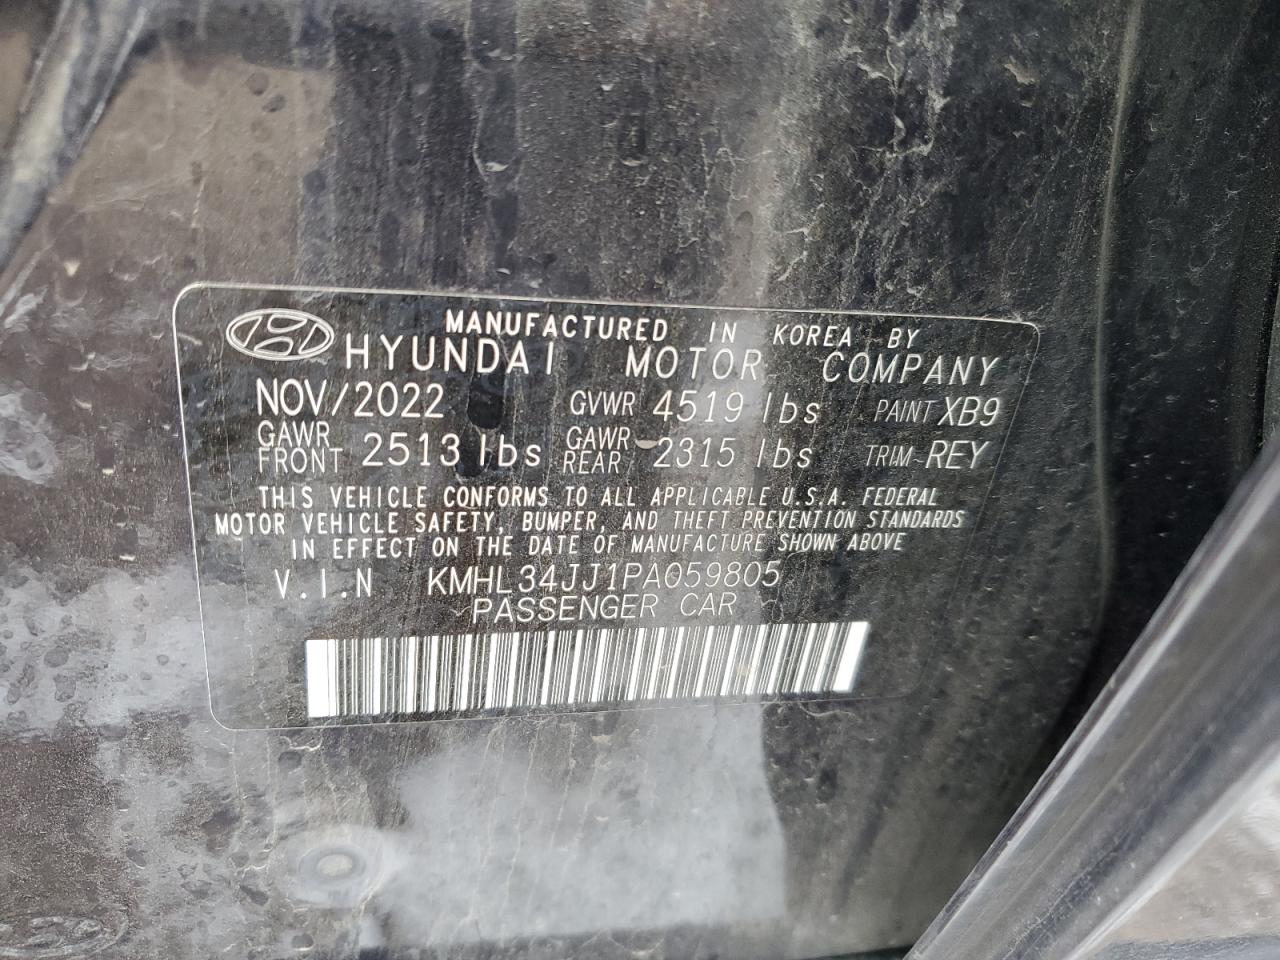 MANUFACTURED IN KOREA BY
HYUNDAI MOTOR COMPANY
NOV/2022 GVWR 4519 lbs PAINT XB9
GAWR FRONT 2513 lbs GAWR REAR 2315 lbs TRIM REY
THIS VEHICLE CONFORMS TO ALL APPLICABLE U.S.A. FEDERAL
MOTOR VEHICLE SAFETY, BUMPER, AND THEFT PREVENTION STANDARDS
IN EFFECT ON THE DATE OF MANUFACTURE SHOWN ABOVE
V.I.N KMHL34JJ1PA059805
PASSENGER CAR